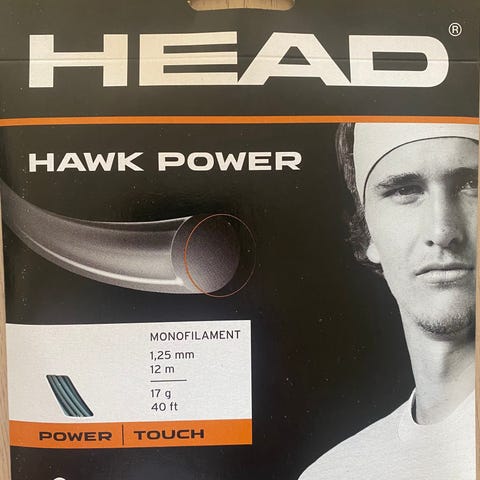 HEAD®
HAWK POWER
MONOFILAMENT
1,25 mm
12 m
17 g
40 ft
POWER | TOUCH